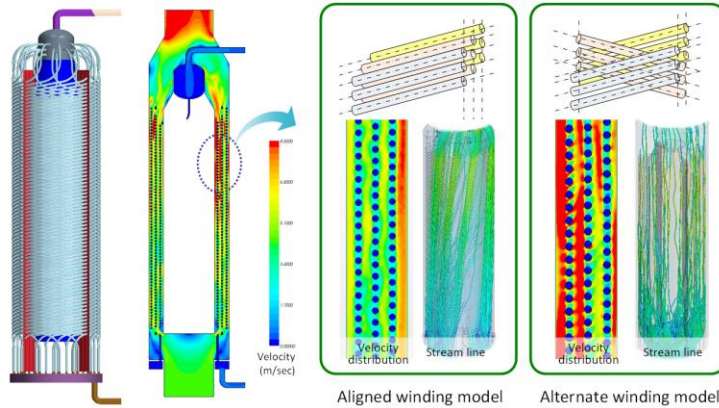 Velocity
(m/sec)
Velocity
distribution
Stream line
Aligned winding model
Velocity
distribution
Stream line
Alternate winding model